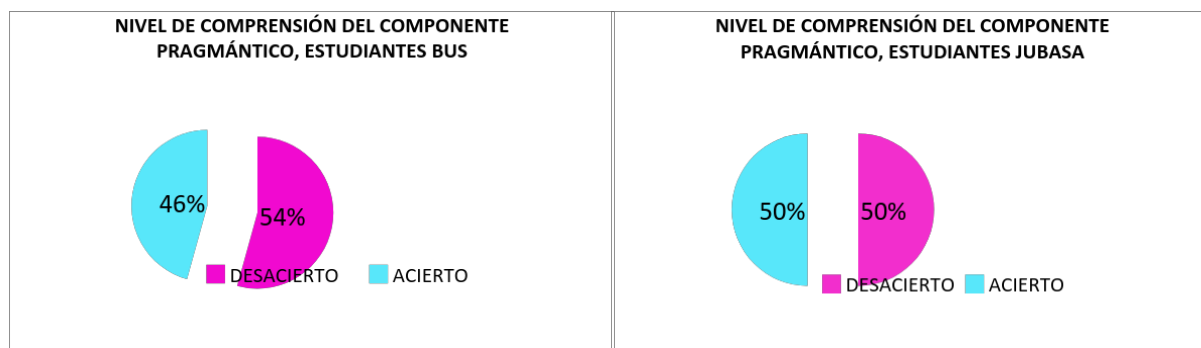 NIVEL DE COMPRENSIÓN DEL COMPONENTE
PRAGMÁNTICO, ESTUDIANTES BUS
46%
54%
DESACIERTO ACIERTO
NIVEL DE COMPRENSIÓN DEL COMPONENTE
PRAGMÁNTICO, ESTUDIANTES JUBASA
50%
50%
DESACIERTO ACIERTO